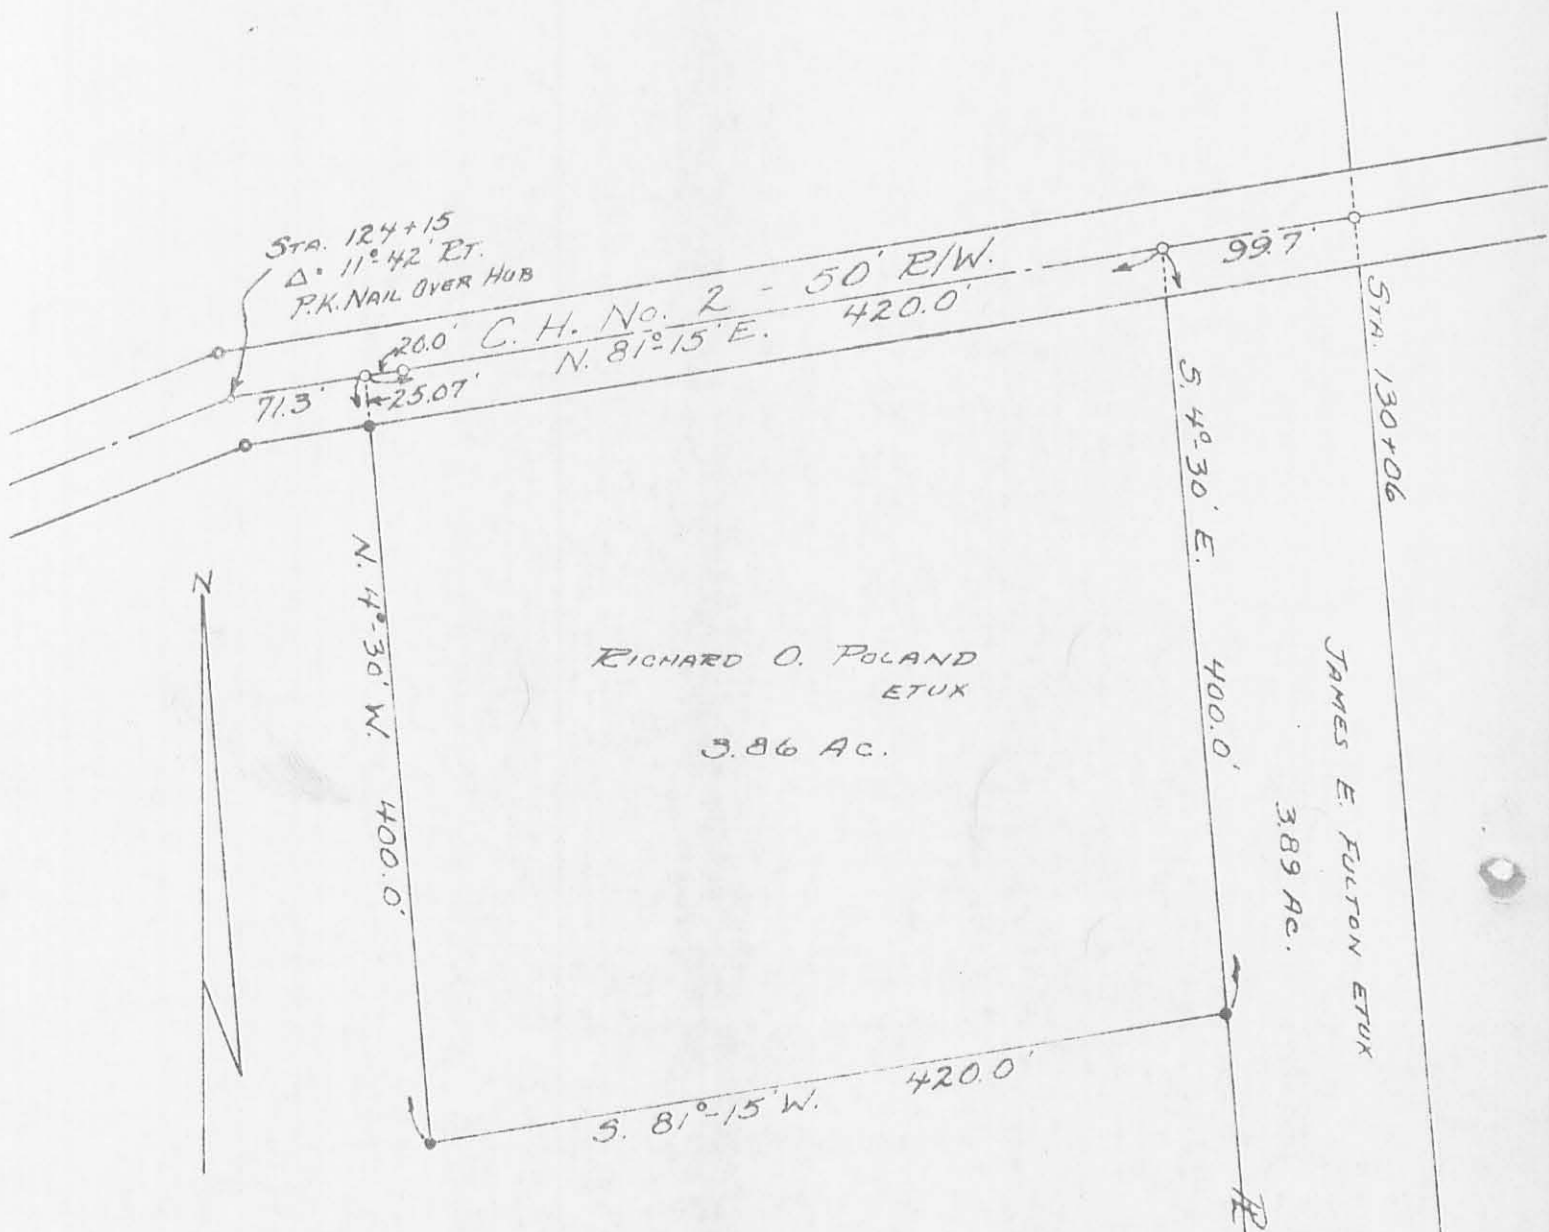 STA. 124+15
Δ = 11°-42' RT.
P.K. NAIL OVER HUB
C. H. No. 2 - 50' R/W.
N. 81°-15' E. 420.0'
20.0'
71.3'
25.07'
99.7'
STA. 130+06
S. 4°-30' E. 400.0'
N. 4°-30' W. 400.0'
N
RICHARD O. POLAND
ETUX
3.86 AC.
JAMES E. FULTON ETUX
3.89 AC.
S. 81°-15' W. 420.0'
PL